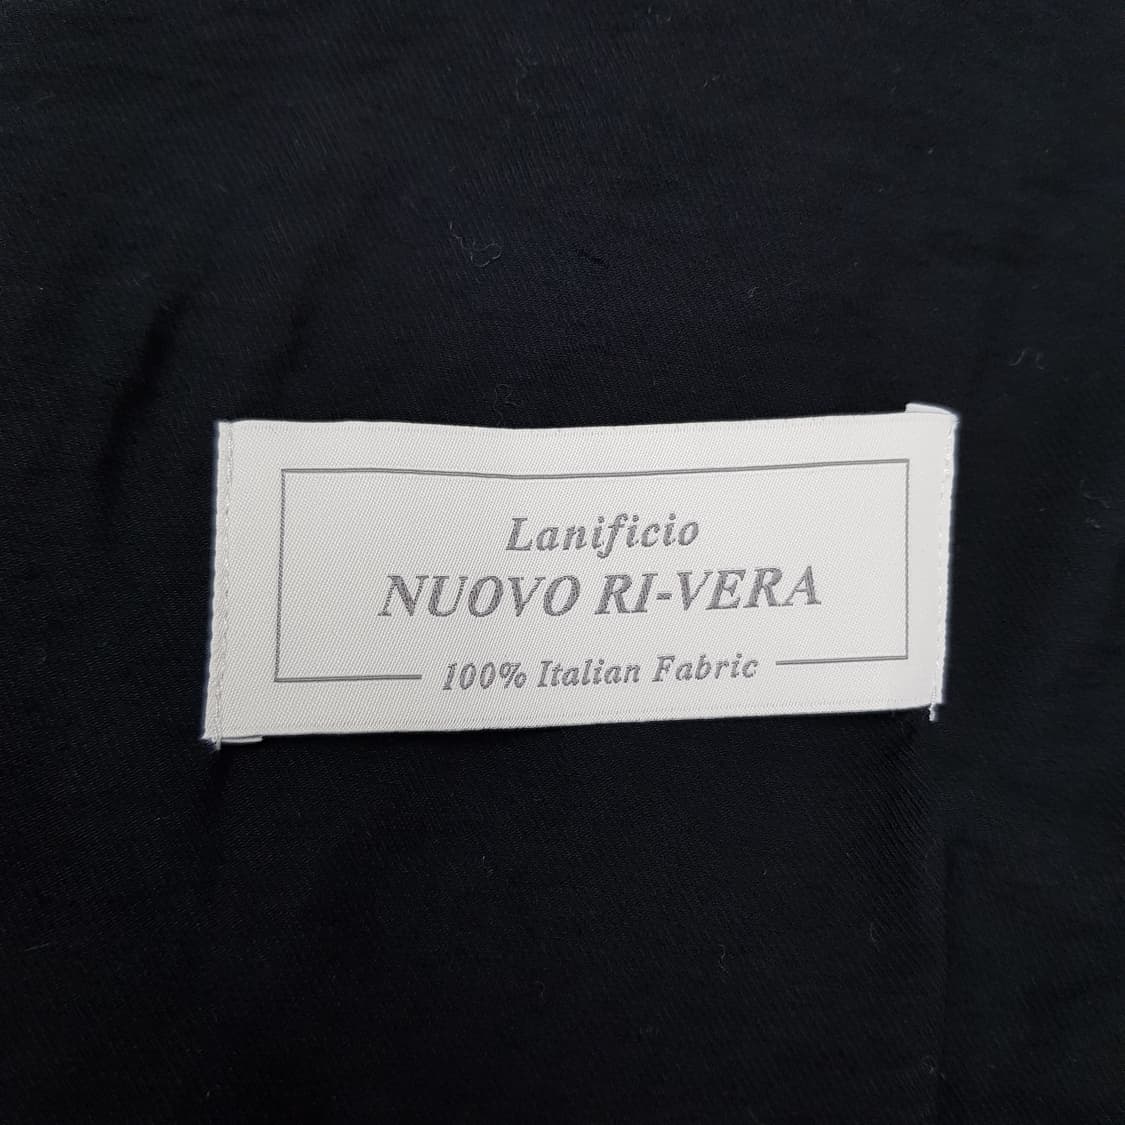 Lanificio
NUOVO RI-VERA
100% Italian Fabric